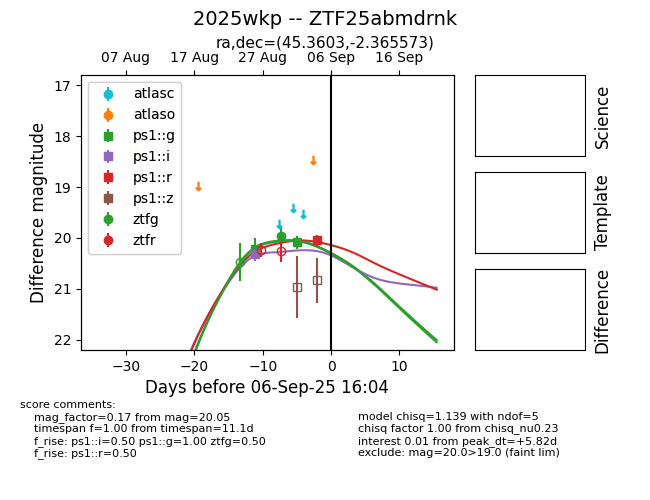 2025wkp -- ZTF25abmdrnk
ra,dec=(45.3603,-2.365573)
07 Aug 17 Aug 27 Aug 06 Sep 16 Sep
17
18
19
20
21
22
Difference magnitude
atlasc
atlaso
ps1::g
ps1::i
ps1::r
ps1::z
ztfg
ztfr
−30 −20 −10 0 10
Days before 06-Sep-25 16:04
Science
Template
Difference
score comments:
mag_factor=0.17 from mag=20.05
timespan f=1.00 from timespan=11.1d
f_rise: ps1::i=0.50 ps1::g=1.00 ztfg=0.50
f_rise: ps1::r=0.50
model chisq=1.139 with ndof=5
chisq factor 1.00 from chisq_nu0.23
interest 0.01 from peak_dt=+5.82d
exclude: mag=20.0>19.0 (faint lim)